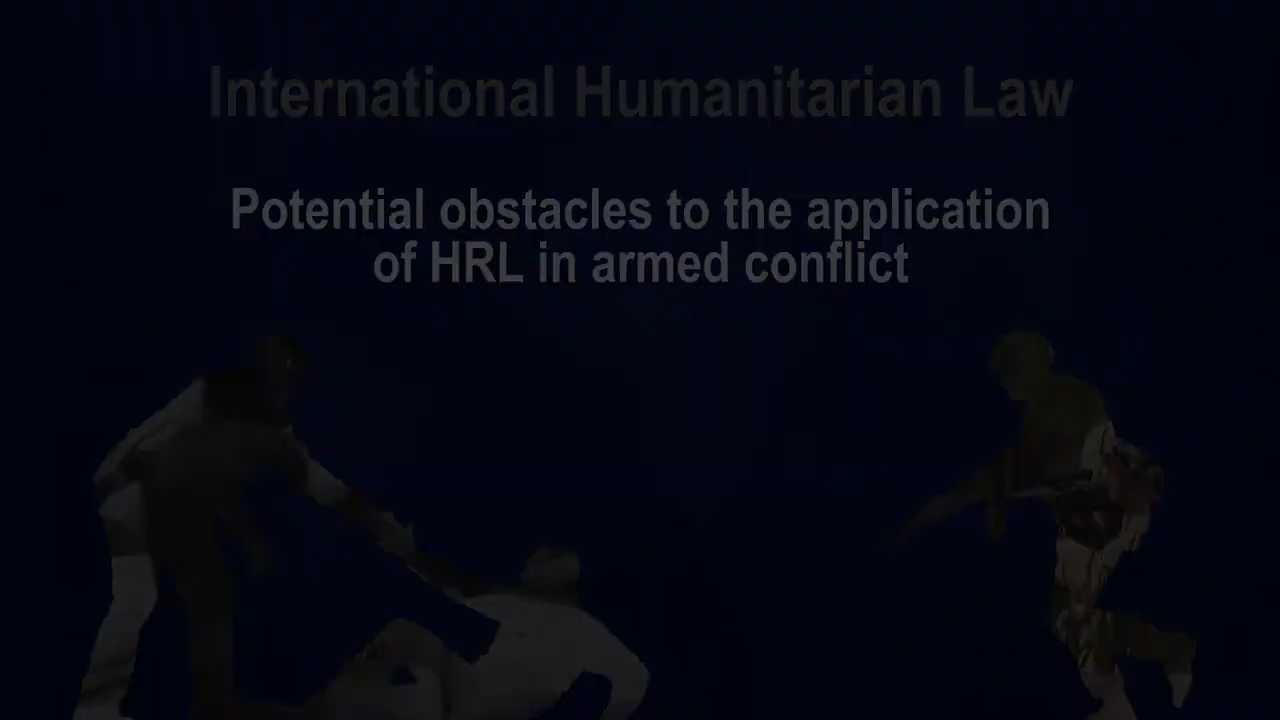 International Humanitarian Law
Potential obstacles to the application
of HRL in armed conflict